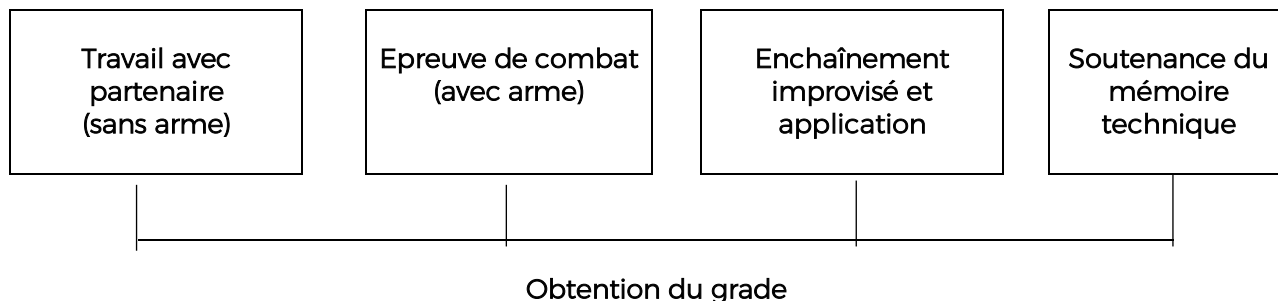 Travail avec
partenaire
(sans arme)
Epreuve de combat
(avec arme)
Enchaînement
improvisé et
application
Soutenance du
mémoire
technique
Obtention du grade